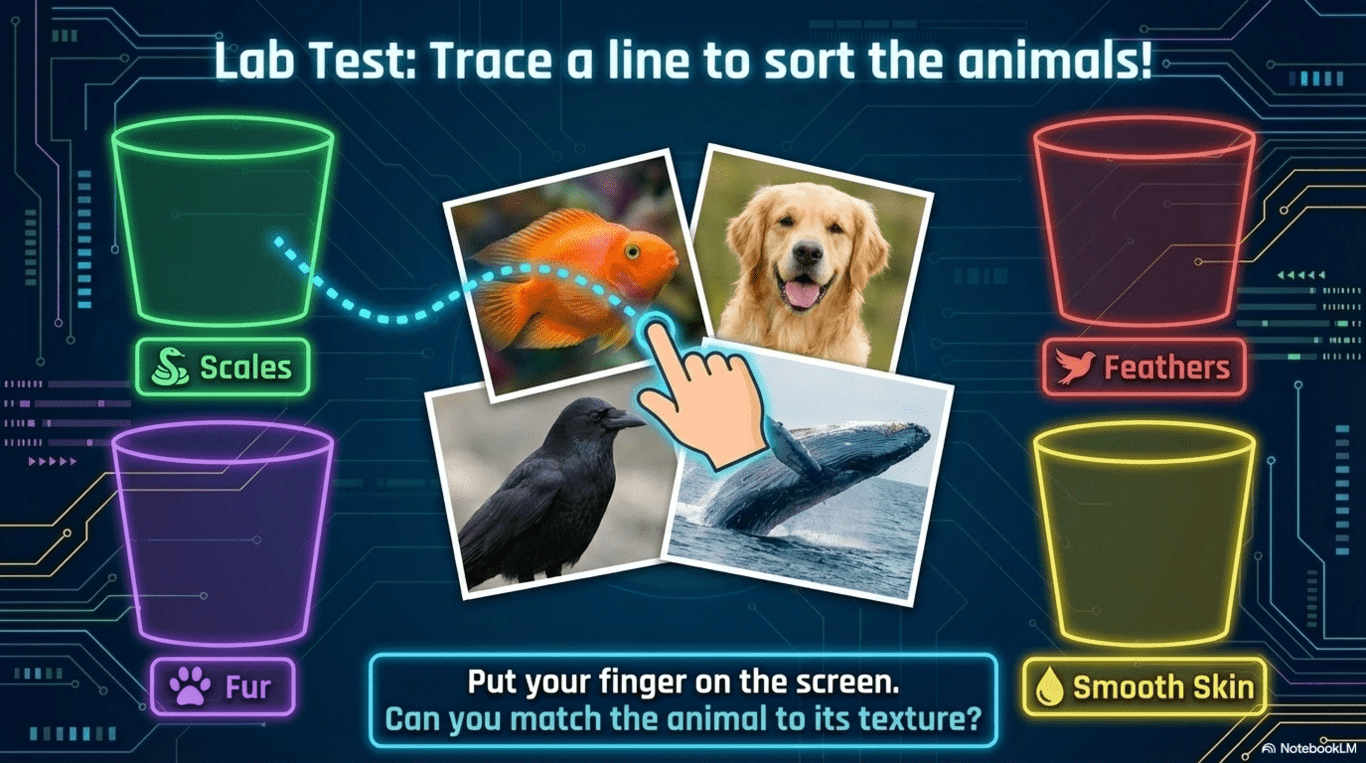 Lab Test: Trace a line to sort the animals!
Scales
Feathers
Fur
Smooth Skin
Put your finger on the screen.
Can you match the animal to its texture?
NotebookLM